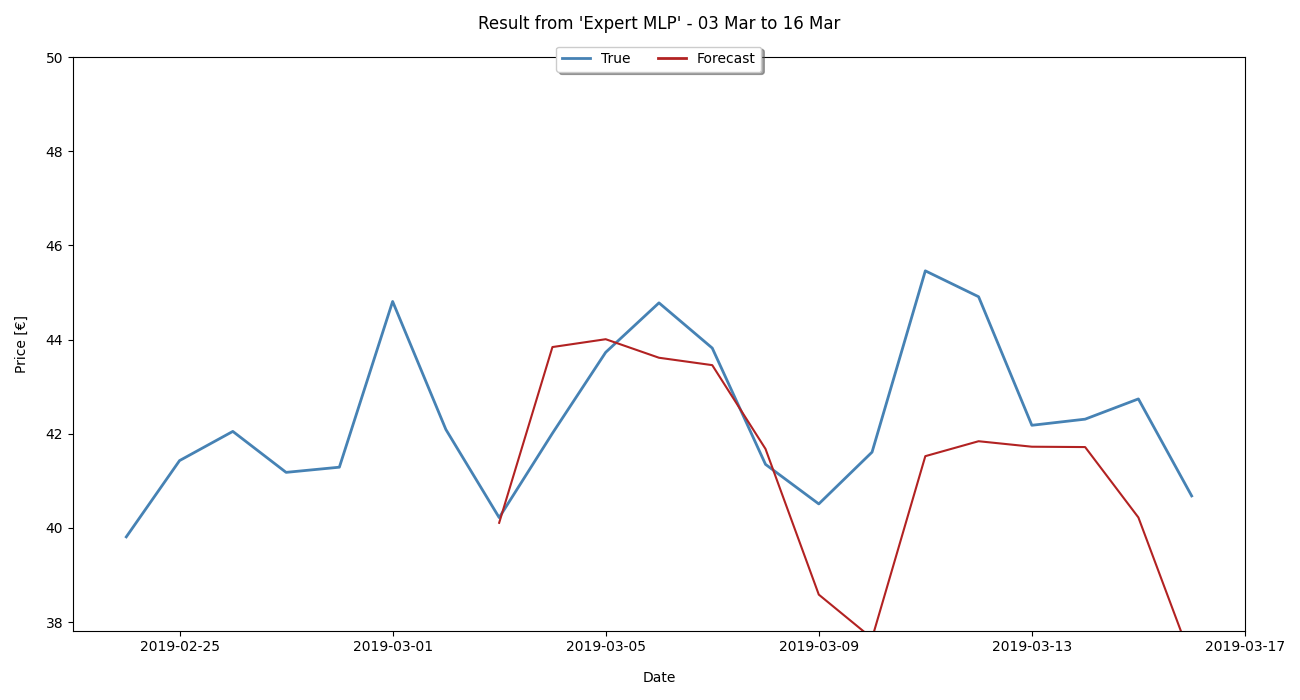 Result from 'Expert MLP' - 03 Mar to 16 Mar
True Forecast
50
48
46
44
42
40
38
Price [€]
2019-02-25 2019-03-01 2019-03-05 2019-03-09 2019-03-13 2019-03-17
Date